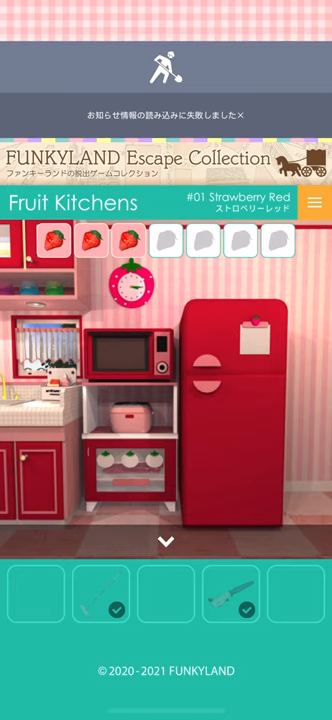 お知らせ情報の読み込みに失敗しました×
FUNKYLAND Escape Collection
ファンキーランドの脱出ゲームコレクション
Fruit Kitchens
#01 Strawberry Red
ストロベリーレッド
© 2020-2021 FUNKYLAND